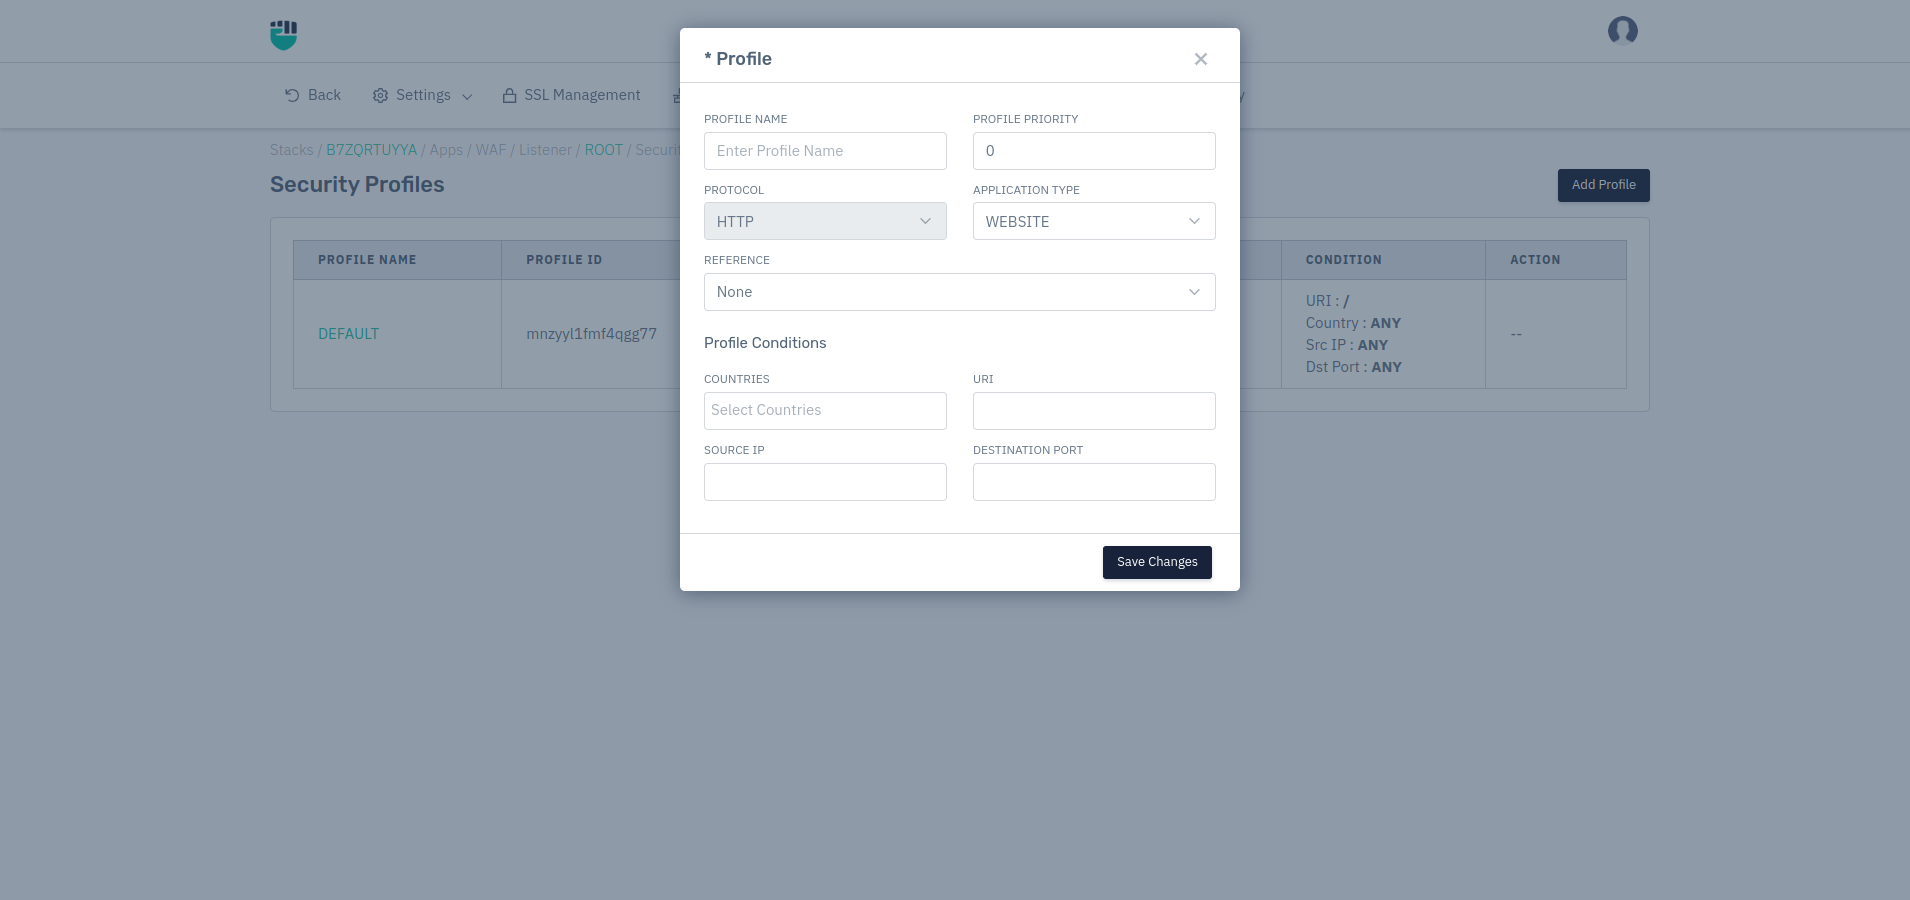 * Profile
Back
Settings
SSL Management
Stacks / B7ZQRTUYYA / Apps / WAF / Listener / ROOT /
Security Profiles
Add Profile
PROFILE NAME
PROFILE ID
CONDITION
ACTION
DEFAULT
mnzyyl1fmf4qgg77
URI : /
Country : ANY
Src IP : ANY
Dst Port : ANY
--
PROFILE NAME
PROFILE PRIORITY
Enter Profile Name
0
PROTOCOL
APPLICATION TYPE
HTTP
WEBSITE
REFERENCE
None
Profile Conditions
COUNTRIES
URI
Select Countries
SOURCE IP
DESTINATION PORT
Save Changes